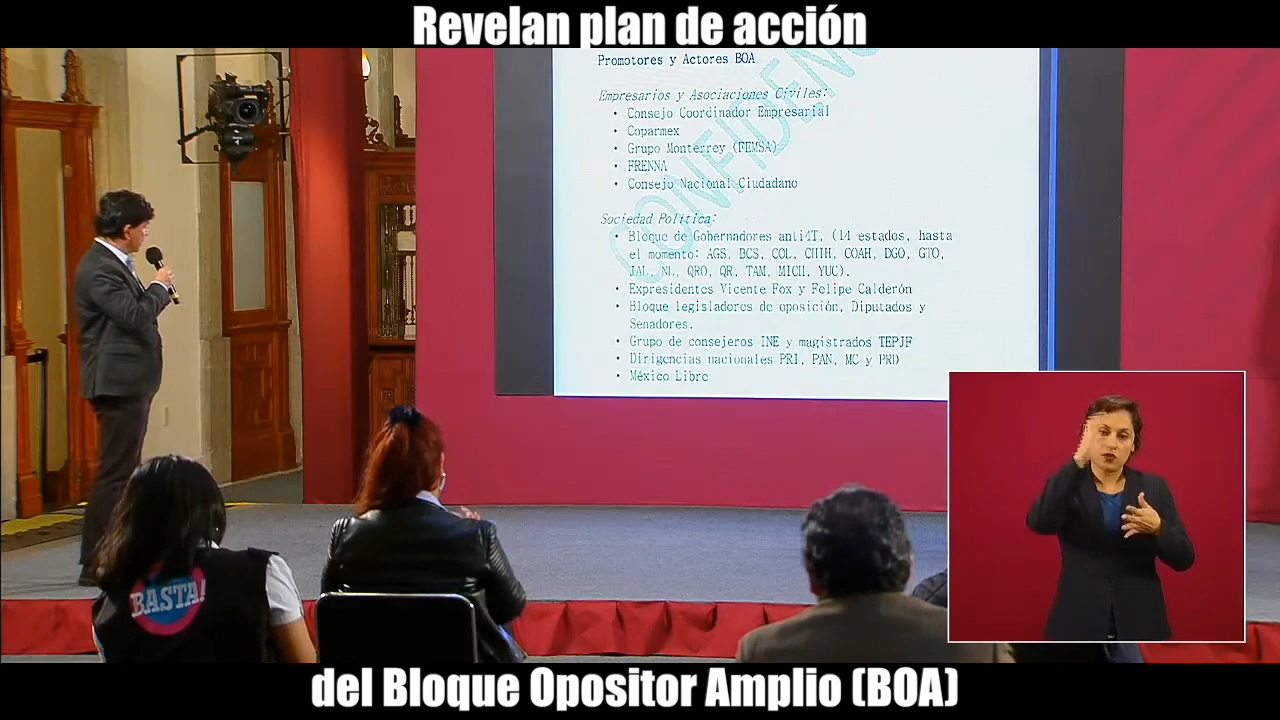 Revelan plan de acción
Promotores y Actores BOA
Empresarios y Asociaciones Civiles:
• Consejo Coordinador Empresarial
• Coparmex
• Grupo Monterrey (FEMSA)
• FRENNA
• Consejo Nacional Ciudadano
Sociedad Política:
• Bloque de Gobernadores anti4T, (14 estados, hasta
el momento: AGS, BCS, COL, CHIH, COAH, DGO, GTO,
JAL, NL, QRO, QR, TAM, MICH, YUC).
• Expresidentes Vicente Fox y Felipe Calderón
• Bloque legisladores de oposición, Diputados y
Senadores.
• Grupo de consejeros INE y magistrados TEPJF
• Dirigencias nacionales PRI, PAN, MC y PRD
• México Libre
BASTA!
del Bloque Opositor Amplio (BOA)